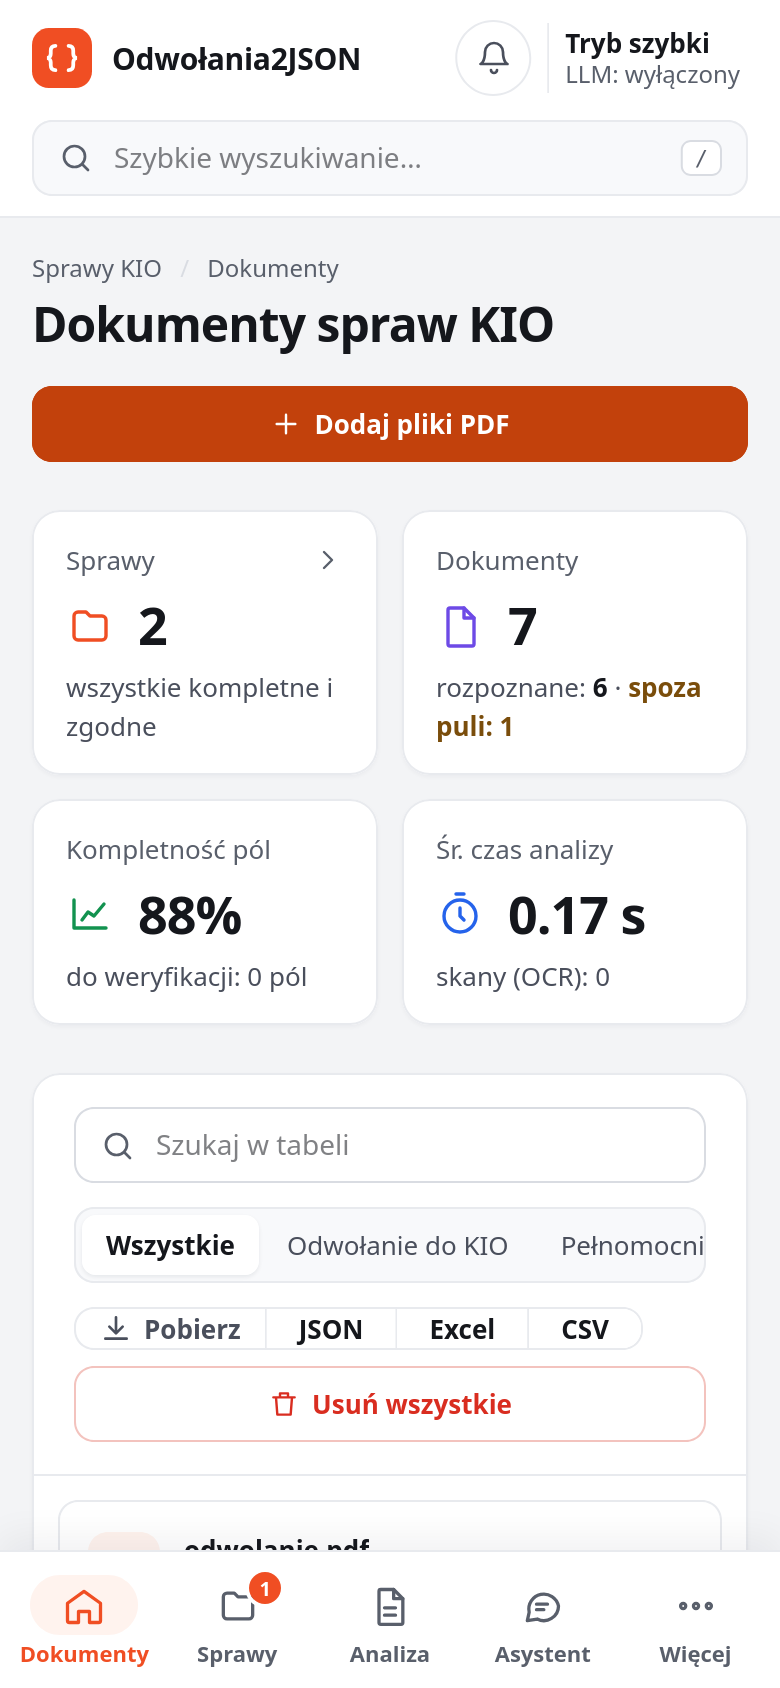 Odwołania2JSON
Tryb szybki
LLM: wyłączony
Szybkie wyszukiwanie...
/
Sprawy KIO / Dokumenty
Dokumenty spraw KIO
Dodaj pliki PDF
Sprawy
2
wszystkie kompletne i
zgodne
Dokumenty
7
rozpoznane: 6 · spoza
puli: 1
Kompletność pól
88%
do weryfikacji: 0 pól
Śr. czas analizy
0.17 s
skany (OCR): 0
Szukaj w tabeli
Wszystkie Odwołanie do KIO Pełnomocni
Pobierz JSON Excel CSV
Usuń wszystkie
odwolanie.pdf
1
Dokumenty Sprawy Analiza Asystent Więcej